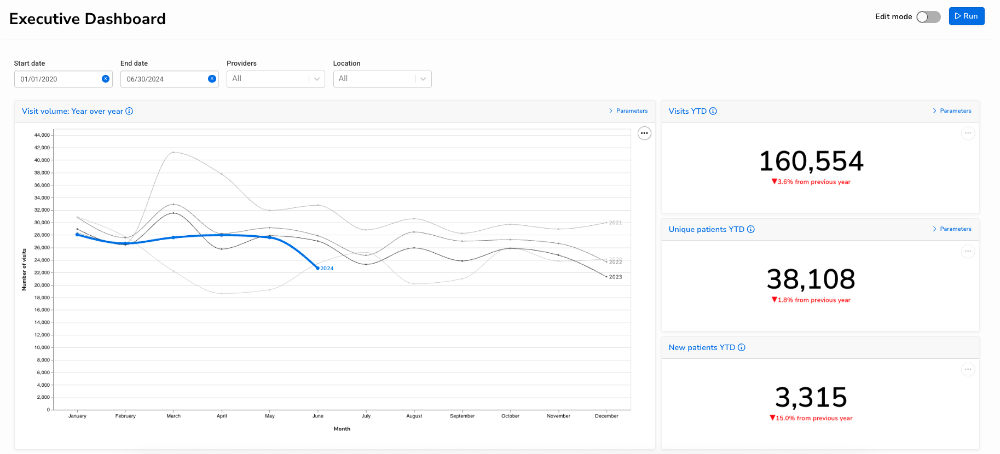 Executive Dashboard
Edit mode
Run
Start date
End date
Providers
Location
01/01/2020
06/30/2024
All
All
Visit volume: Year over year
Parameters
44,000
42,000
40,000
38,000
36,000
34,000
32,000
30,000
28,000
26,000
24,000
22,000
20,000
18,000
16,000
14,000
12,000
10,000
8,000
6,000
4,000
2,000
0
Number of visits
2021
2020
2022
2023
2024
January
February
March
April
May
June
July
August
September
October
November
December
Month
Visits YTD
Parameters
160,554
▼3.6% from previous year
Unique patients YTD
Parameters
38,108
▼1.8% from previous year
New patients YTD
3,315
▼15.0% from previous year